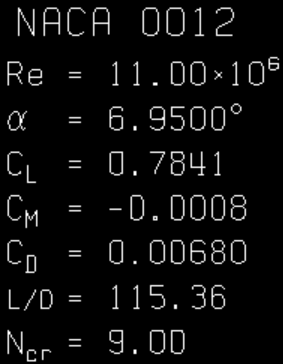 NACA 0012
Re = 11.00×10⁶
α = 6.9500°
C_L = 0.7841
C_M = -0.0008
C_D = 0.00680
L/D = 115.36
N_cr = 9.00